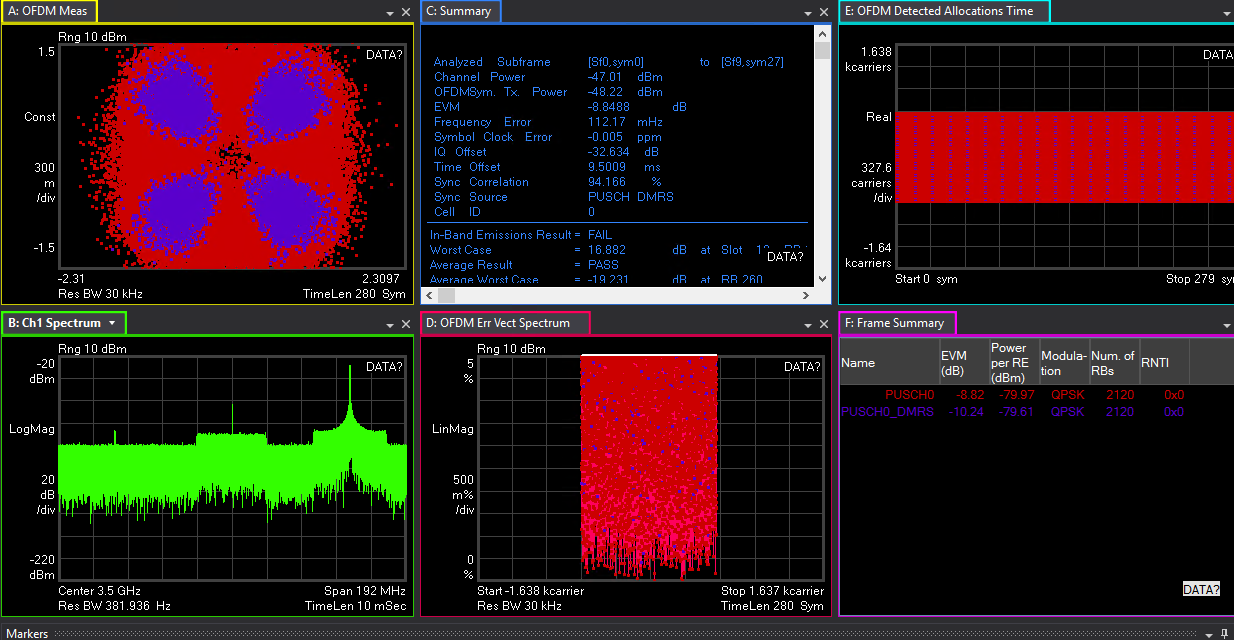 A: OFDM Meas
Rng 10 dBm
1.5
DATA?
Const
300
m
/div
-1.5
-2.31
2.3097
Res BW 30 kHz
TimeLen 280 Sym
C: Summary
Analyzed Subframe [Sf0,sym0] to [Sf9,sym27]
Channel Power -47.01 dBm
OFDMSym. Tx. Power -48.22 dBm
EVM -8.8488 dB
Frequency Error 112.17 mHz
Symbol Clock Error -0.005 ppm
IQ Offset -32.634 dB
Time Offset 9.5009 ms
Sync Correlation 94.166 %
Sync Source PUSCH DMRS
Cell ID 0
In-Band Emissions Result = FAIL
Worst Case = 16.882 dB at Slot
DATA?
Average Result = PASS
Average Worst Case = -19.231 dB at RB 260
E: OFDM Detected Allocations Time
1.638
kcarriers
DATA
Real
327.6
carriers
/div
-1.64
kcarriers
Start 0 sym
Stop 279 sym
B: Ch1 Spectrum
Rng 10 dBm
-20
dBm
DATA?
LogMag
20
dB
/div
-220
dBm
Center 3.5 GHz
Span 192 MHz
Res BW 381.936 Hz
TimeLen 10 mSec
D: OFDM Err Vect Spectrum
Rng 10 dBm
5
%
DATA?
LinMag
500
m%
/div
0
%
Start -1.638 kcarrier
Stop 1.637 kcarrier
Res BW 30 kHz
TimeLen 280 Sym
F: Frame Summary
Name EVM (dB) Power per RE (dBm) Modula-tion Num. of RBs RNTI
PUSCH0 -8.82 -79.97 QPSK 2120 0x0
PUSCH0_DMRS -10.24 -79.61 QPSK 2120 0x0
DATA?
Markers